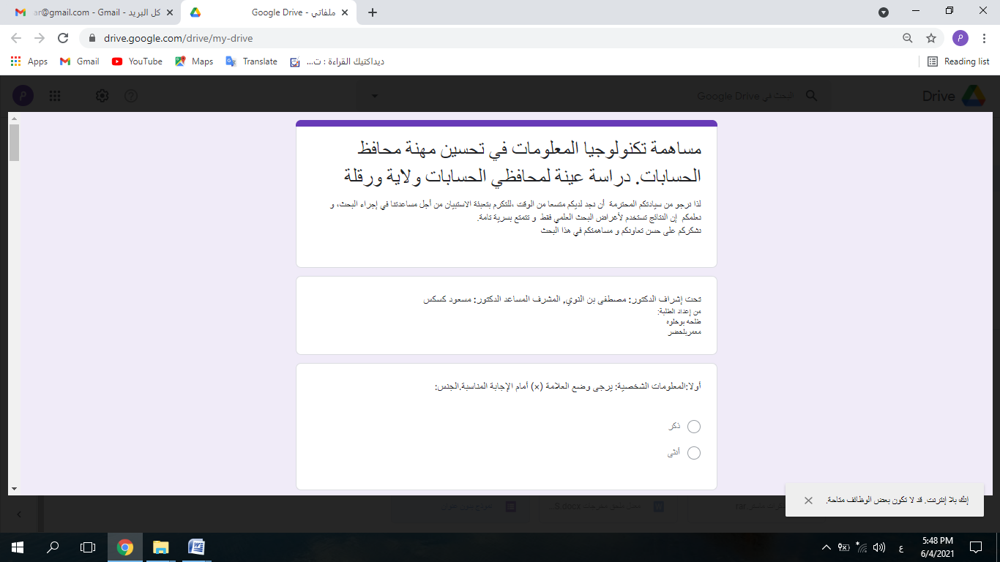 كل البريد - ar@gmail.com - Gmail
ملفاتي - Google Drive
drive.google.com/drive/my-drive
P
Apps
Gmail
YouTube
Maps
Translate
ديداكتيك القراءة : ت...
Reading list
P
البحث في Google Drive
Drive
مساهمة تكنولوجيا المعلومات في تحسين مهنة محافظ
الحسابات. دراسة عينة لمحافظي الحسابات ولاية ورقلة
لذا نرجو من سيادتكم المحترمة أن نجد لديكم متسعا من الوقت ،للتكرم بتعبئة الاستبيان من أجل مساعدتنا في إجراء البحث، و
نعلمكم إن النتائج تستخدم لأغراض البحث العلمي فقط و تتمتع بسرية تامة.
نشكركم على حسن تعاونكم و مساهمتكم في هذا البحث
تحت إشراف الدكتور: مصطفى بن النوي, المشرف المساعد الدكتور: مسعود كسكس
من إعداد الطلبة:
طلحه بوخلوه
معمربلخضر
أولا:المعلومات الشخصية: يرجى وضع العلامة (x) أمام الإجابة المناسبة.الجنس:
ذكر
أنثى
إنك بلا إنترنت. قد لا تكون بعض الوظائف متاحة.
نموذج بدون عنوان
S.docx...
.rar
ع
5:48 PM
6/4/2021